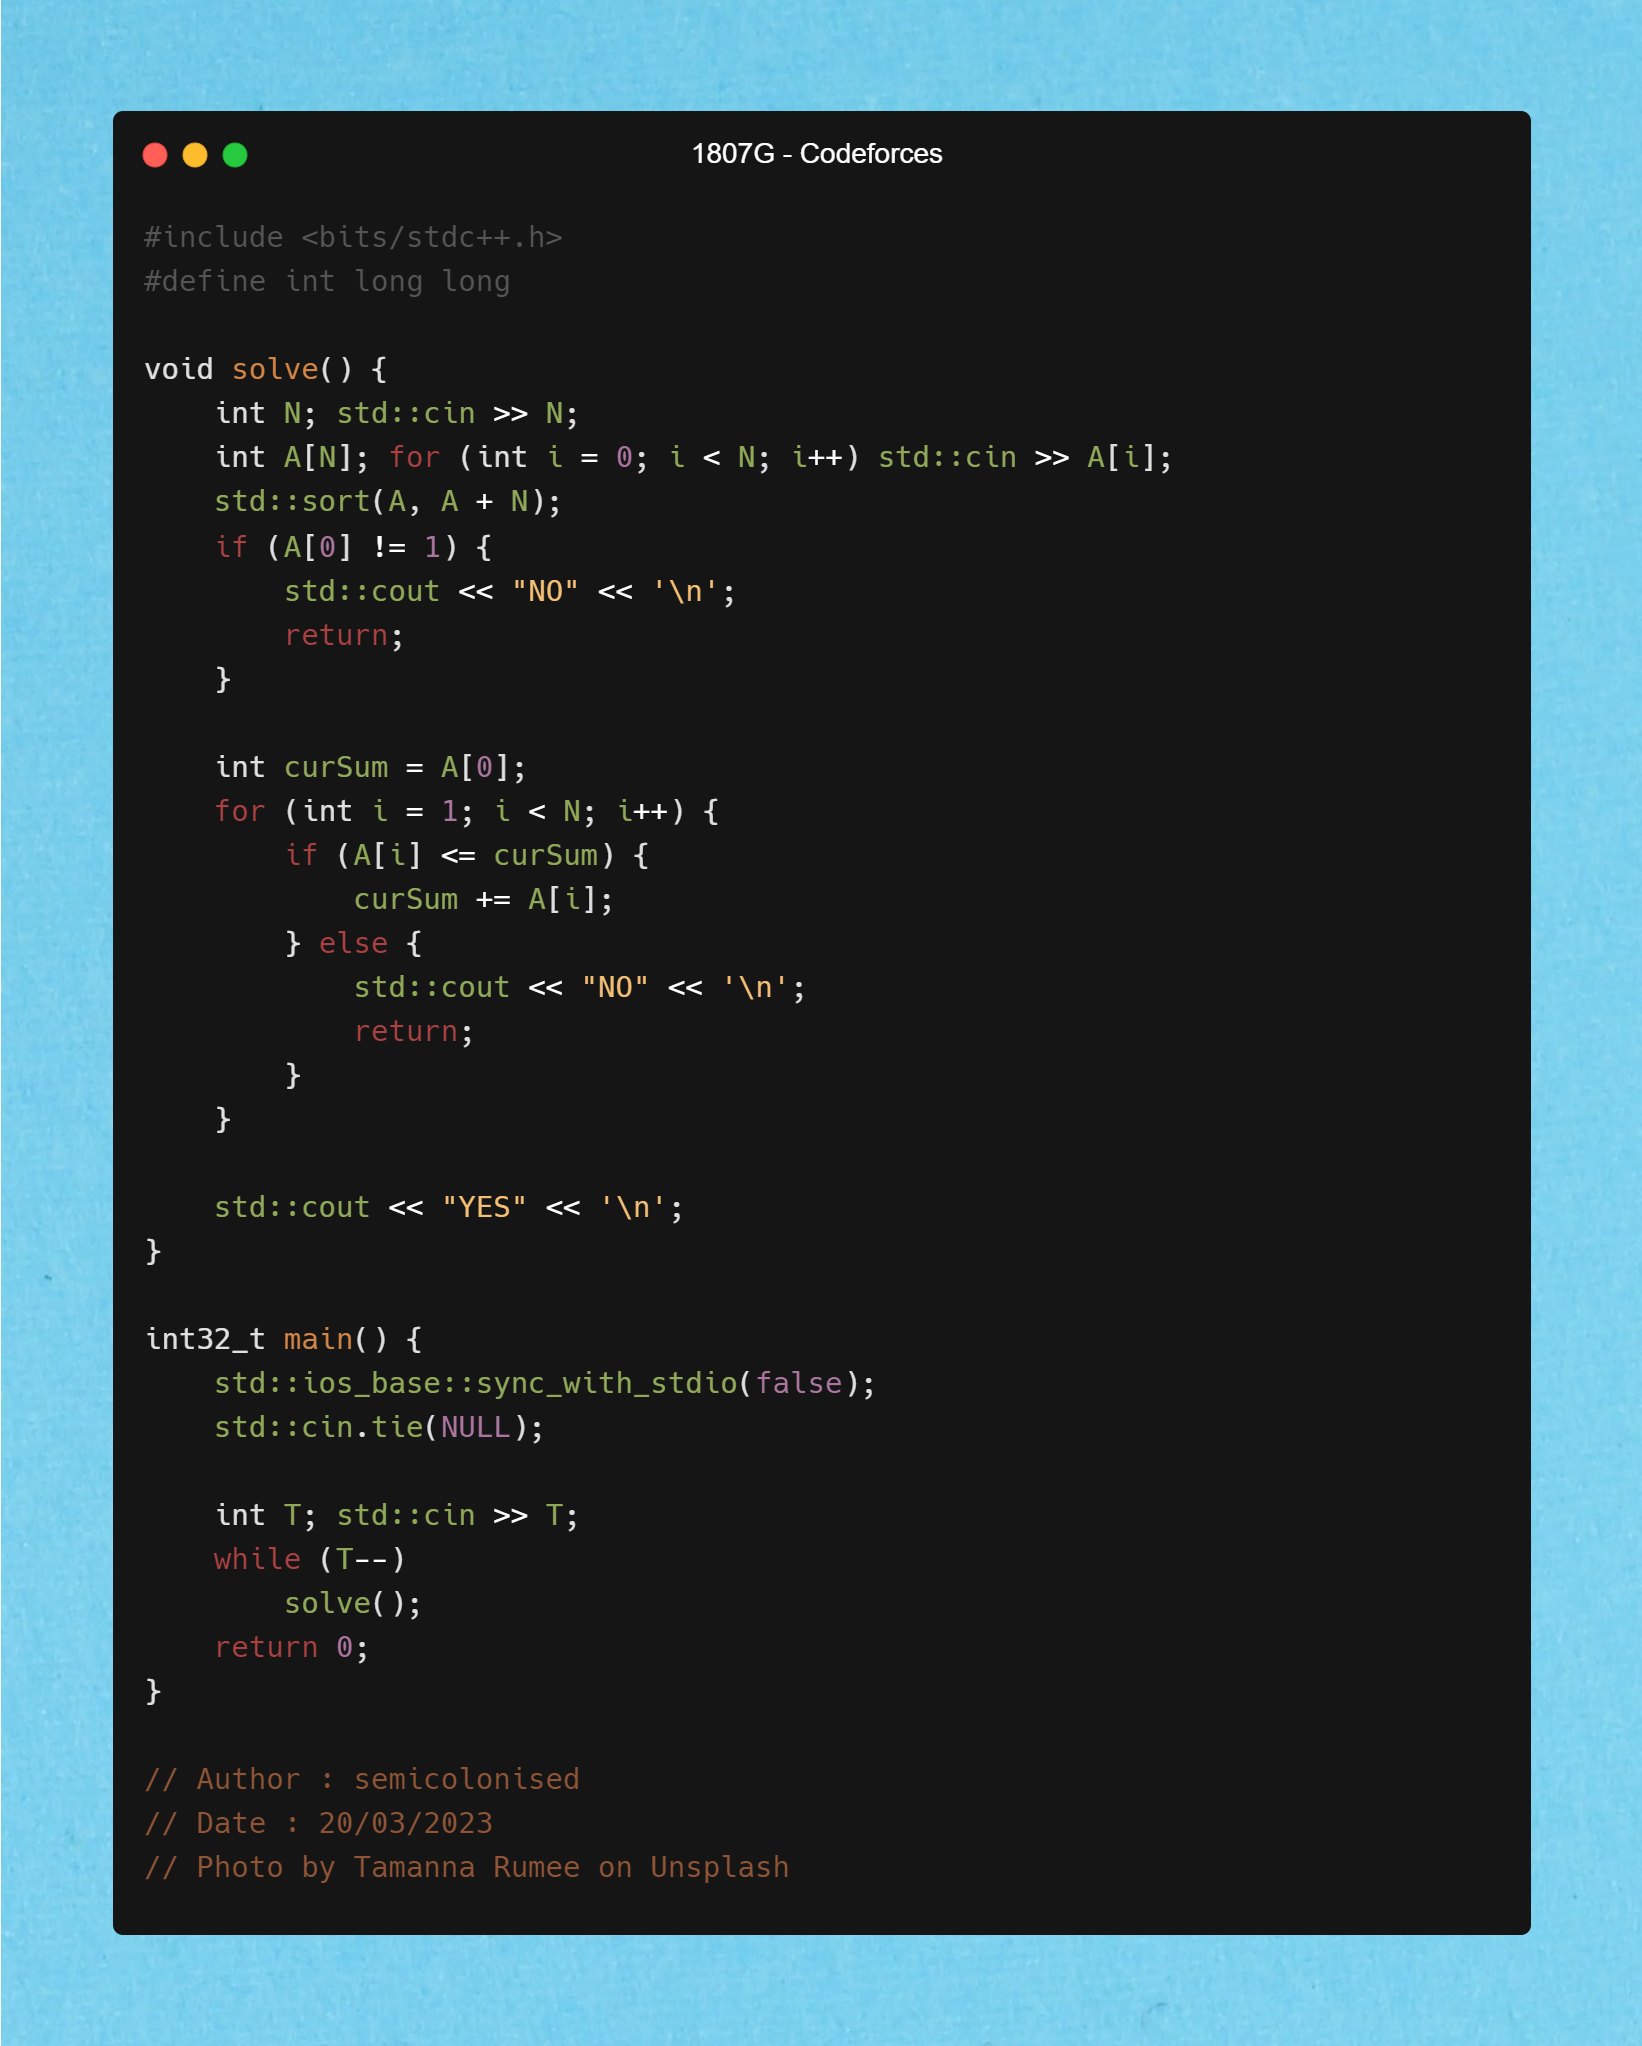 1807G - Codeforces
#include <bits/stdc++.h>
#define int long long
void solve() {
    int N; std::cin >> N;
    int A[N]; for (int i = 0; i < N; i++) std::cin >> A[i];
    std::sort(A, A + N);
    if (A[0] != 1) {
        std::cout << "NO" << '\n';
        return;
    }
    int curSum = A[0];
    for (int i = 1; i < N; i++) {
        if (A[i] <= curSum) {
            curSum += A[i];
        } else {
            std::cout << "NO" << '\n';
            return;
        }
    }
    std::cout << "YES" << '\n';
}
int32_t main() {
    std::ios_base::sync_with_stdio(false);
    std::cin.tie(NULL);
    int T; std::cin >> T;
    while (T--)
        solve();
    return 0;
}
// Author : semicolonised
// Date : 20/03/2023
// Photo by Tamanna Rumee on Unsplash